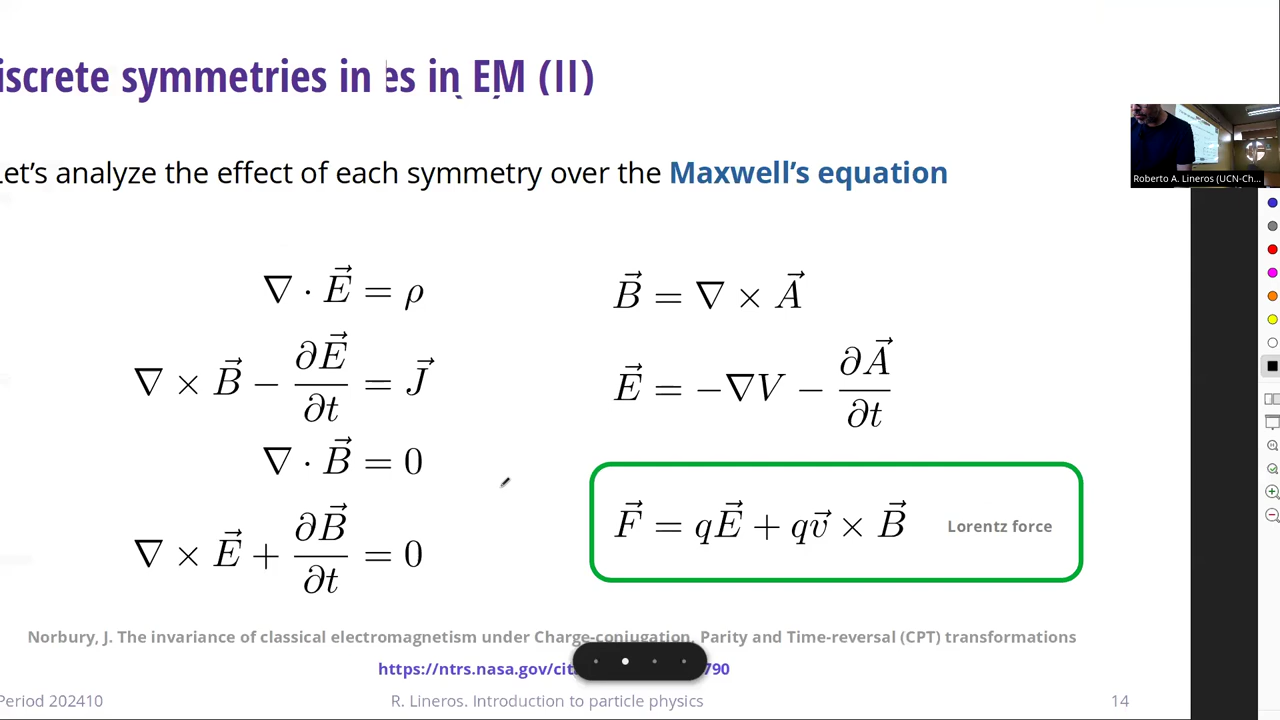 iscrete symmetries in es in EM (II)
Let's analyze the effect of each symmetry over the Maxwell's equation
∇ · E⃗ = ρ
∇ × B⃗ − ∂E⃗/∂t = J⃗
∇ · B⃗ = 0
∇ × E⃗ + ∂B⃗/∂t = 0
B⃗ = ∇ × A⃗
E⃗ = −∇V − ∂A⃗/∂t
F⃗ = qE⃗ + qv⃗ × B⃗ Lorentz force
Norbury, J. The invariance of classical electromagnetism under Charge-conjugation, Parity and Time-reversal (CPT) transformations
https://ntrs.nasa.gov/cit 790
Period 202410 R. Lineros. Introduction to particle physics 14
Roberto A. Lineros (UCN-Ch...